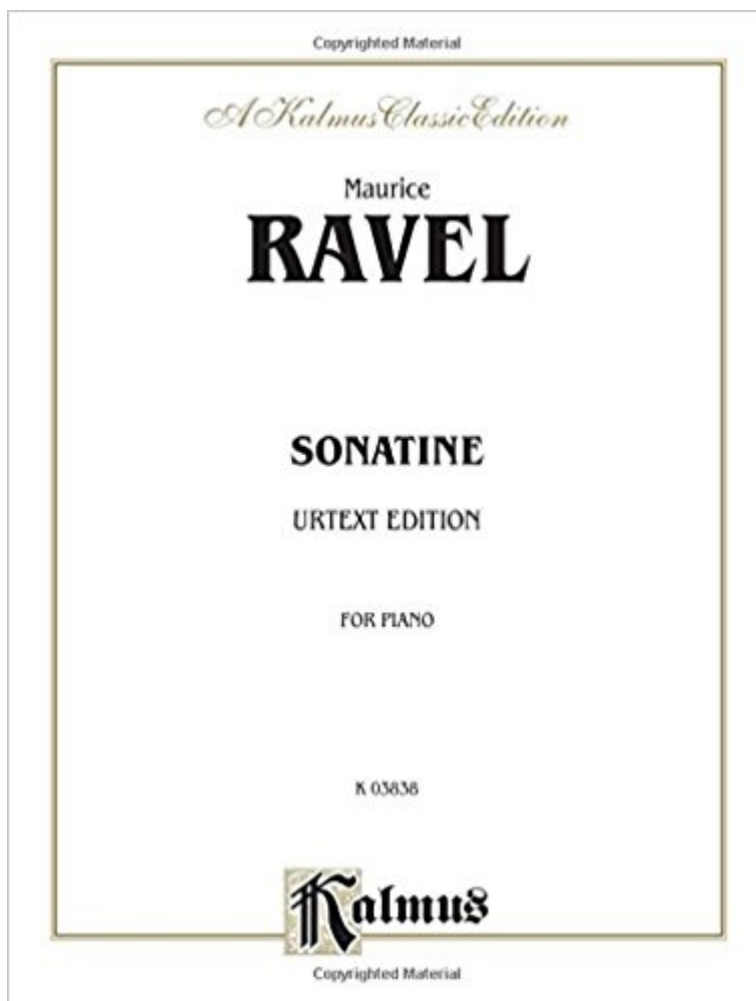 Copyrighted Material
A Kalmus Classic Edition
Maurice
RAVEL
SONATINE
URTEXT EDITION
FOR PIANO
K 03838
Kalmus
Copyrighted Material